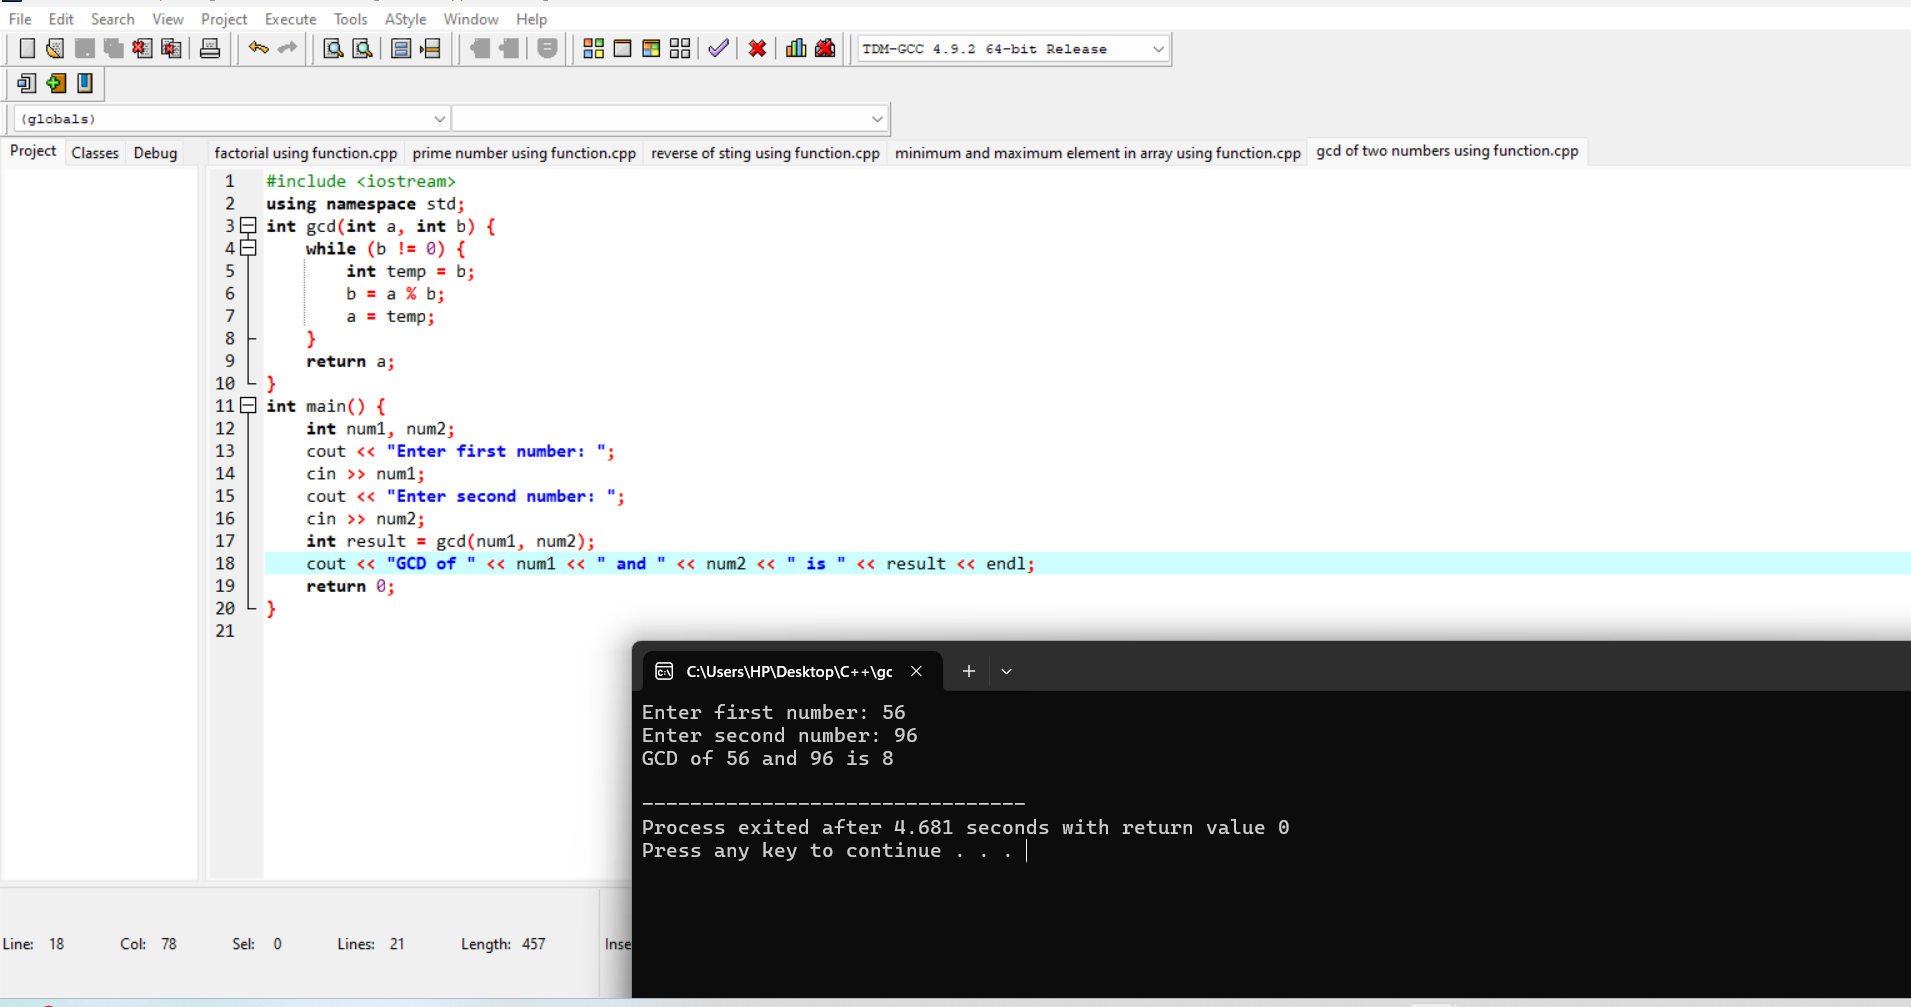 File Edit Search View Project Execute Tools AStyle Window Help
TDM-GCC 4.9.2 64-bit Release
(globals)
Project Classes Debug
factorial using function.cpp prime number using function.cpp reverse of sting using function.cpp minimum and maximum element in array using function.cpp gcd of two numbers using function.cpp
1 #include <iostream>
2 using namespace std;
3 int gcd(int a, int b) {
4 while (b != 0) {
5 int temp = b;
6 b = a % b;
7 a = temp;
8 }
9 return a;
10 }
11 int main() {
12 int num1, num2;
13 cout << "Enter first number: ";
14 cin >> num1;
15 cout << "Enter second number: ";
16 cin >> num2;
17 int result = gcd(num1, num2);
18 cout << "GCD of " << num1 << " and " << num2 << " is " << result << endl;
19 return 0;
20 }
21
C:\Users\HP\Desktop\C++\gc
Enter first number: 56
Enter second number: 96
GCD of 56 and 96 is 8
--------------------------------
Process exited after 4.681 seconds with return value 0
Press any key to continue . . .
Line: 18 Col: 78 Sel: 0 Lines: 21 Length: 457 Inse